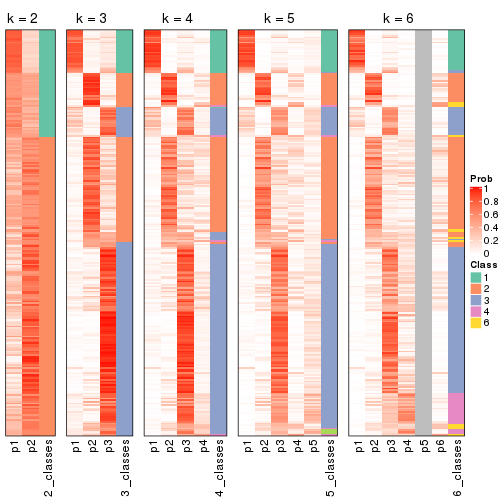 k = 2
k = 3
k = 4
k = 5
k = 6
p1
p2
2_classes
p1
p2
p3
3_classes
p1
p2
p3
p4
4_classes
p1
p2
p3
p4
p5
5_classes
p1
p2
p3
p4
p5
p6
6_classes
Prob
1
0.8
0.6
0.4
0.2
0
Class
1
2
3
4
6